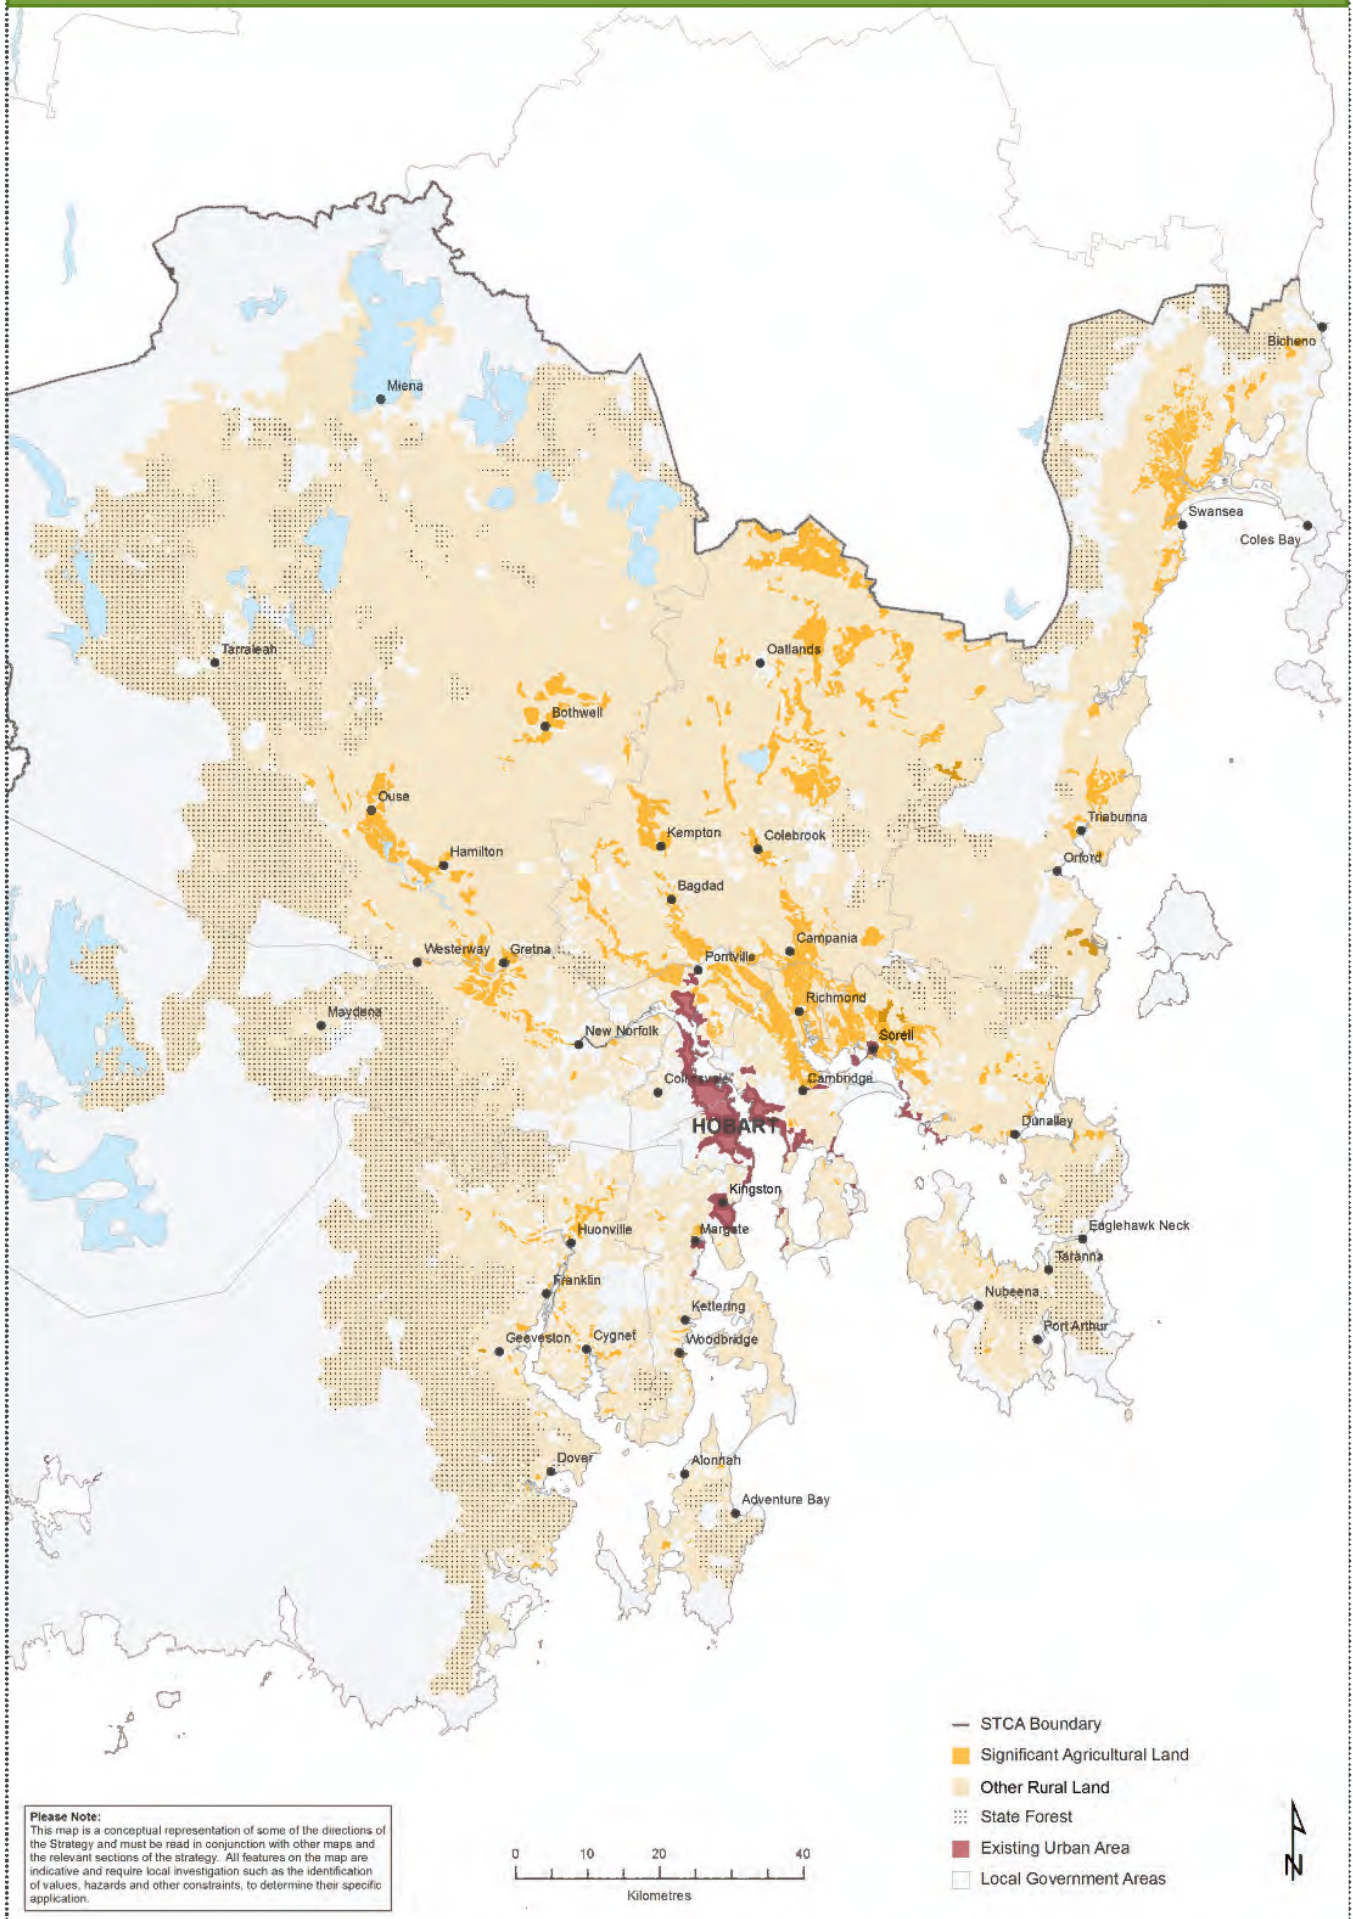 Bicheno
Miena
Swansea
Coles Bay
Tarraleah
Oatlands
Bothwell
Ouse
Triabunna
Kempton
Colebrook
Hamilton
Orford
Bagdad
Campania
Westerway
Gretna
Pontville
Richmond
Maydena
New Norfolk
Sorell
Collinsvale
Cambridge
HOBART
Dunalley
Kingston
Huonville
Margate
Eaglehawk Neck
Taranna
Franklin
Nubeena
Kettering
Port Arthur
Geeveston
Cygnet
Woodbridge
Dover
Alonnah
Adventure Bay
STCA Boundary
Significant Agricultural Land
Other Rural Land
State Forest
Existing Urban Area
Local Government Areas
Please Note:
This map is a conceptual representation of some of the directions of
the Strategy and must be read in conjunction with other maps and
the relevant sections of the strategy. All features on the map are
indicative and require local investigation such as the identification
of values, hazards and other constraints, to determine their specific
application.
0 10 20 40
Kilometres
N